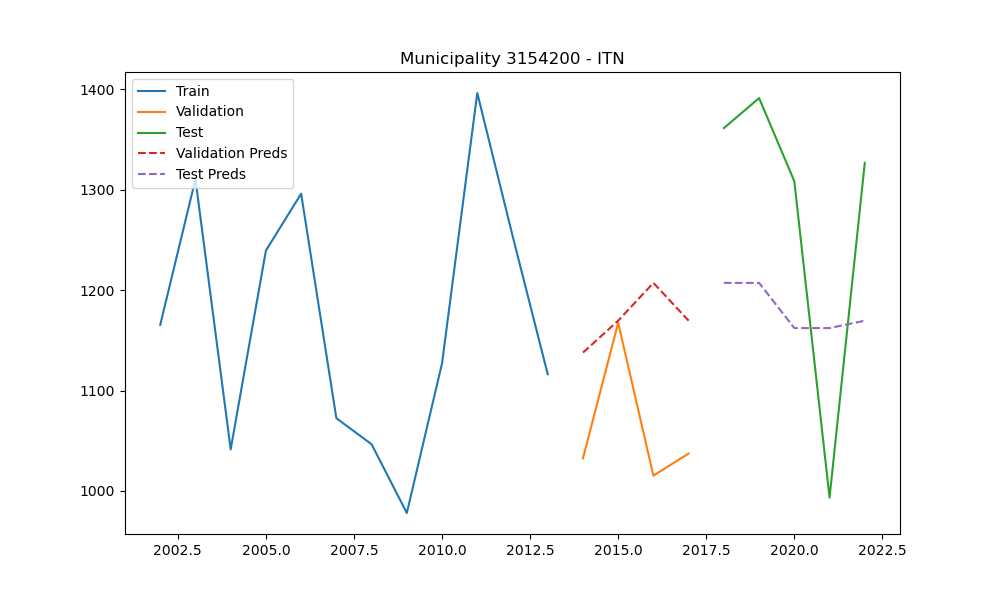 Municipality 3154200 - ITN
1400
1300
1200
1100
1000
Train
Validation
Test
Validation Preds
Test Preds
2002.5 2005.0 2007.5 2010.0 2012.5 2015.0 2017.5 2020.0 2022.5